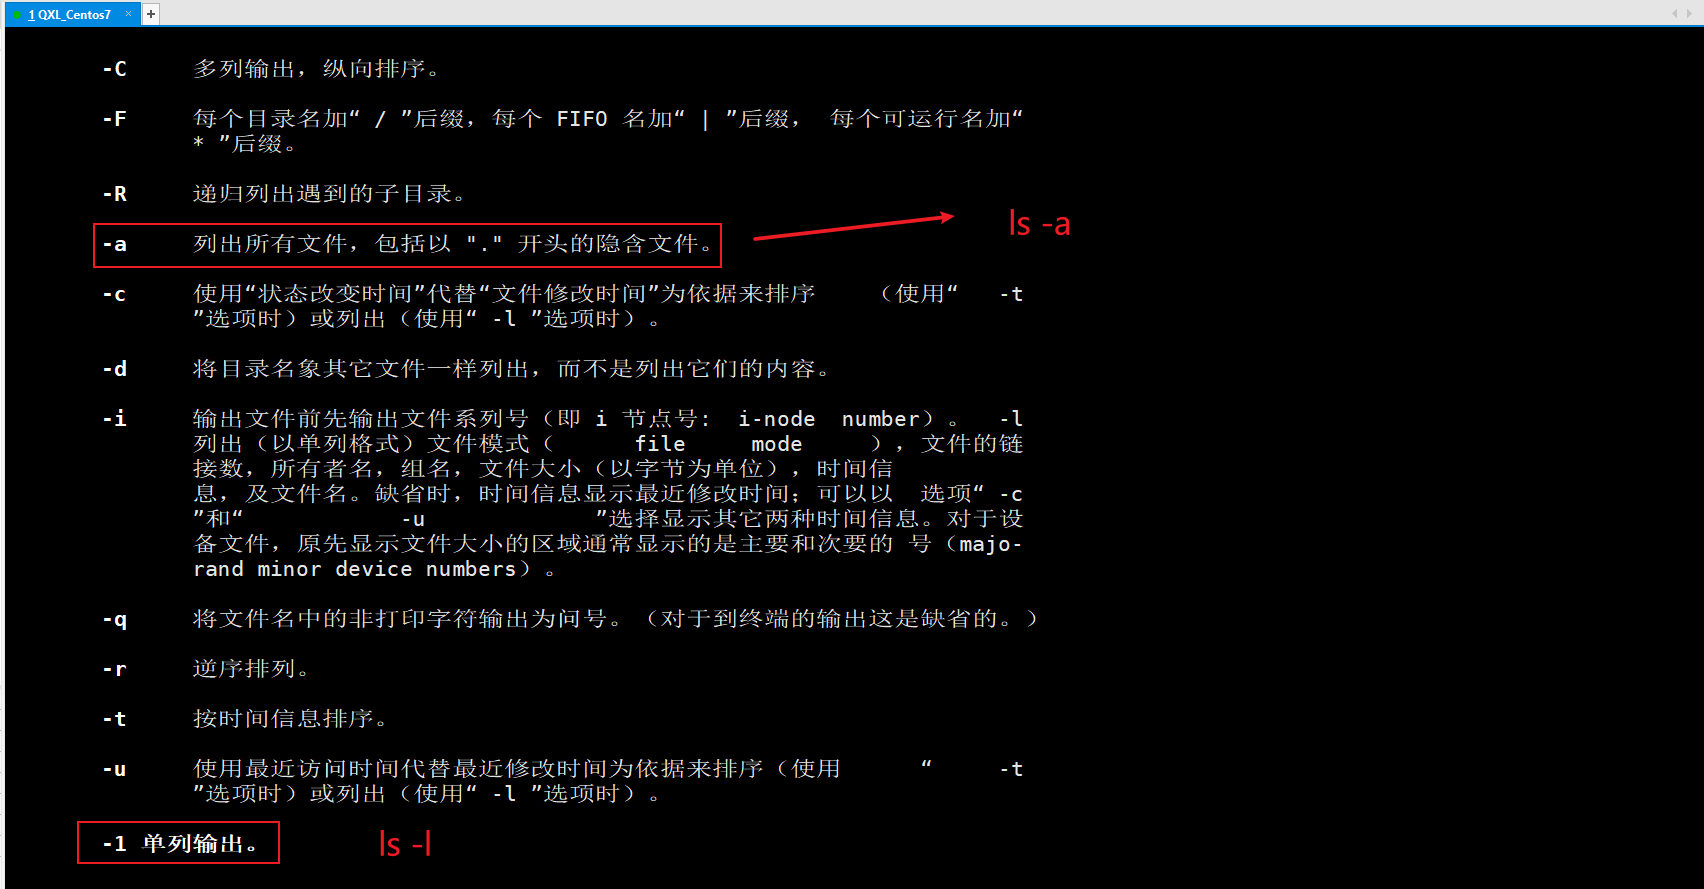 1 QXL_Centos7 × +
-C 多列输出，纵向排序。
-F 每个目录名加“ / ”后缀，每个 FIFO 名加“ | ”后缀， 每个可运行名加“
* ”后缀。
-R 递归列出遇到的子目录。
-a 列出所有文件，包括以 "." 开头的隐含文件。
ls -a
-c 使用“状态改变时间”代替“文件修改时间”为依据来排序 （使用“ -t
”选项时）或列出（使用“ -l ”选项时）。
-d 将目录名象其它文件一样列出，而不是列出它们的内容。
-i 输出文件前先输出文件系列号（即 i 节点号: i-node number）。 -l
列出（以单列格式）文件模式（ file mode ），文件的链
接数，所有者名，组名，文件大小（以字节为单位），时间信
息，及文件名。缺省时，时间信息显示最近修改时间；可以以 选项“ -c
”和“ -u ”选择显示其它两种时间信息。对于设
备文件，原先显示文件大小的区域通常显示的是主要和次要的 号（majo-
rand minor device numbers）。
-q 将文件名中的非打印字符输出为问号。（对于到终端的输出这是缺省的。）
-r 逆序排列。
-t 按时间信息排序。
-u 使用最近访问时间代替最近修改时间为依据来排序（使用 “ -t
”选项时）或列出（使用“ -l ”选项时）。
-1 单列输出。
ls -l